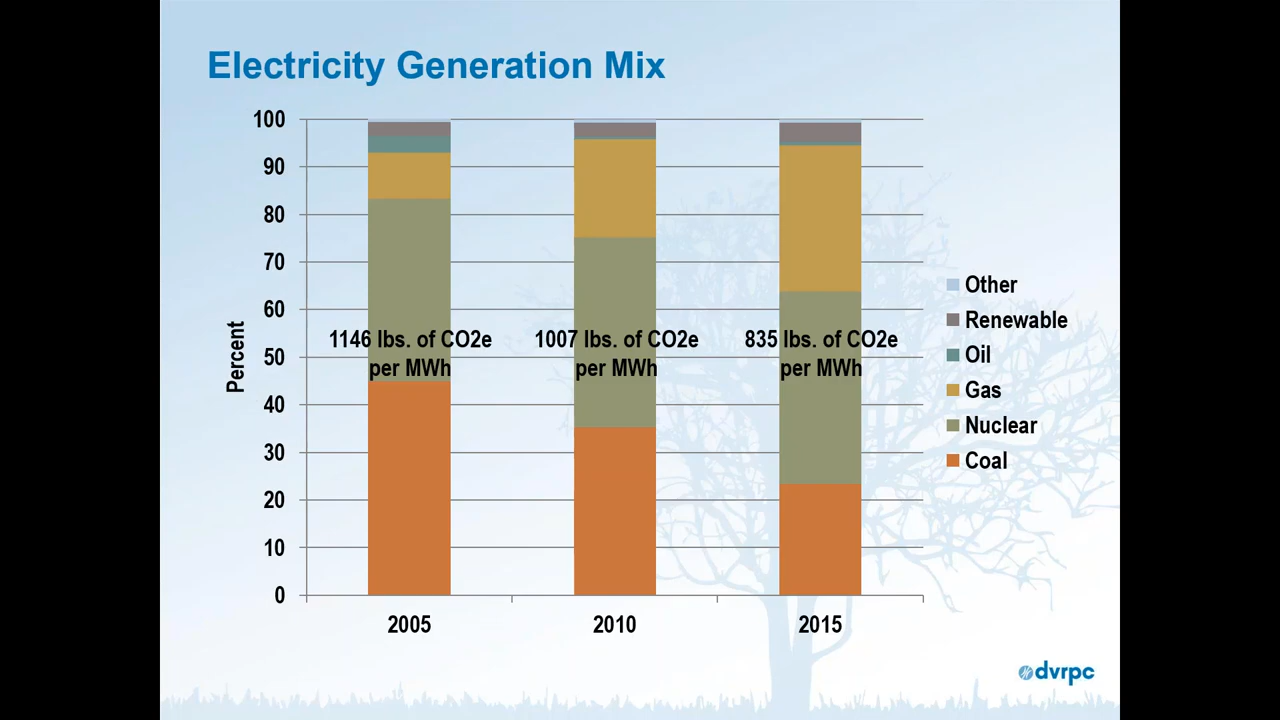 Electricity Generation Mix
100
90
80
70
60
50
40
30
20
10
0
Percent
1146 lbs. of CO2e
per MWh
1007 lbs. of CO2e
per MWh
835 lbs. of CO2e
per MWh
2005
2010
2015
Other
Renewable
Oil
Gas
Nuclear
Coal
dvrpc